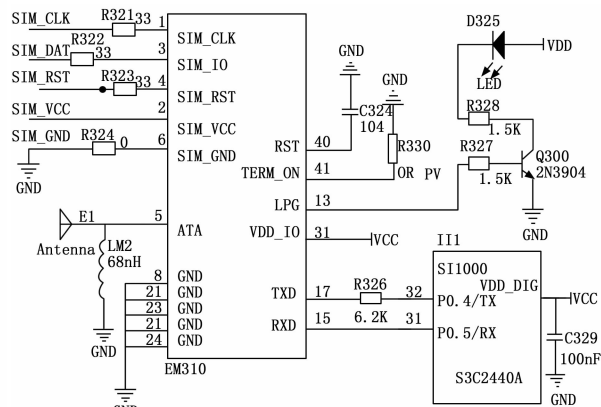 SIM_CLK R321 33 1 SIM_CLK
SIM_DAT R322 33 3 SIM_IO
SIM_RST R323 33 4 SIM_RST
SIM_VCC 2 SIM_VCC
SIM_GND R324 0 6 SIM_GND
GND
E1 5 ATA
Antenna
LM2
68nH
GND
8 GND
21 GND
23 GND
21 GND
24 GND
GND
EM310
RST 40
TERM_ON 41
LPG 13
VDD_IO 31 VCC
TXD 17
RXD 15
GND
C324
104
GND
R330
OR PV
D325
VDD
LED
R328
1.5K
R327
1.5K
Q300
2N3904
GND
R326
6.2K
II1
SI1000
VDD_DIG
32 P0.4/TX
31 P0.5/RX
S3C2440A
VCC
C329
100nF
GND